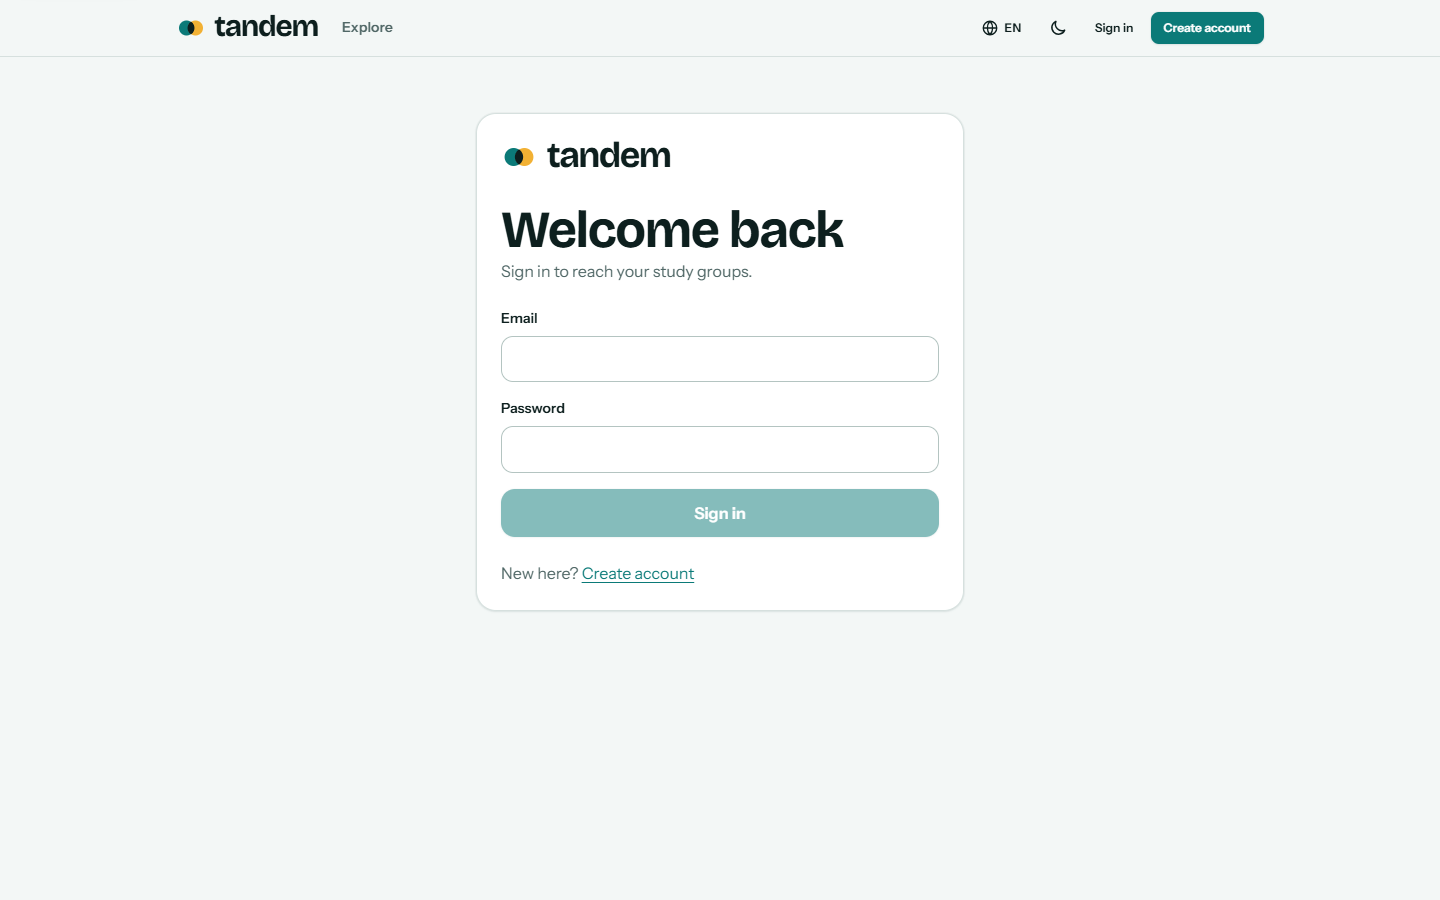 tandem
Explore
EN
Sign in
Create account
tandem
Welcome back
Sign in to reach your study groups.
Email
Password
Sign in
New here? Create account